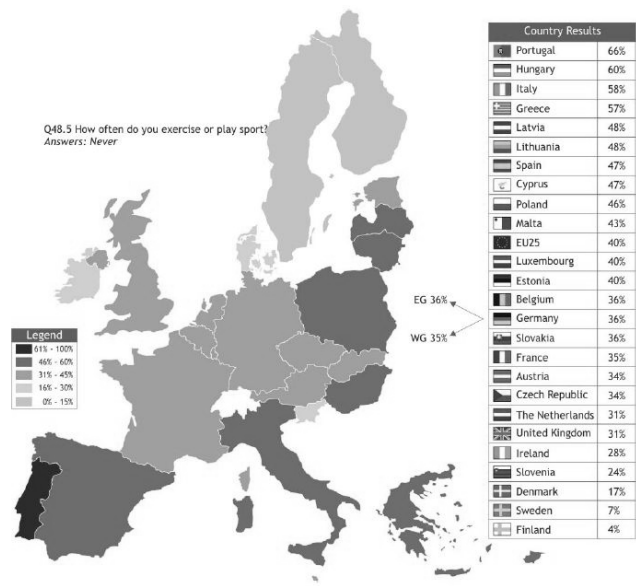 Q48.5 How often do you exercise or play sport?
Answers: Never
EG 36%
WG 35%
Legend
61% - 100%
46% - 60%
31% - 45%
16% - 30%
0% - 15%
Country Results
Portugal 66%
Hungary 60%
Italy 58%
Greece 57%
Latvia 48%
Lithuania 48%
Spain 47%
Cyprus 47%
Poland 46%
Malta 43%
EU25 40%
Luxembourg 40%
Estonia 40%
Belgium 36%
Germany 36%
Slovakia 36%
France 35%
Austria 34%
Czech Republic 34%
The Netherlands 31%
United Kingdom 31%
Ireland 28%
Slovenia 24%
Denmark 17%
Sweden 7%
Finland 4%